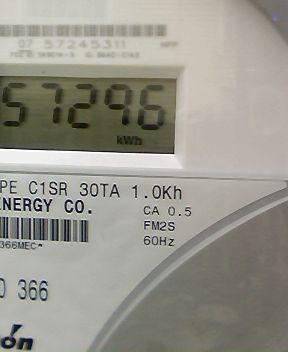 07 57245311
57296
kWh
PE C1SR 30TA 1.0Kh
ENERGY CO.
CA 0.5
FM2S
60Hz
366MEC*
0 366
ón